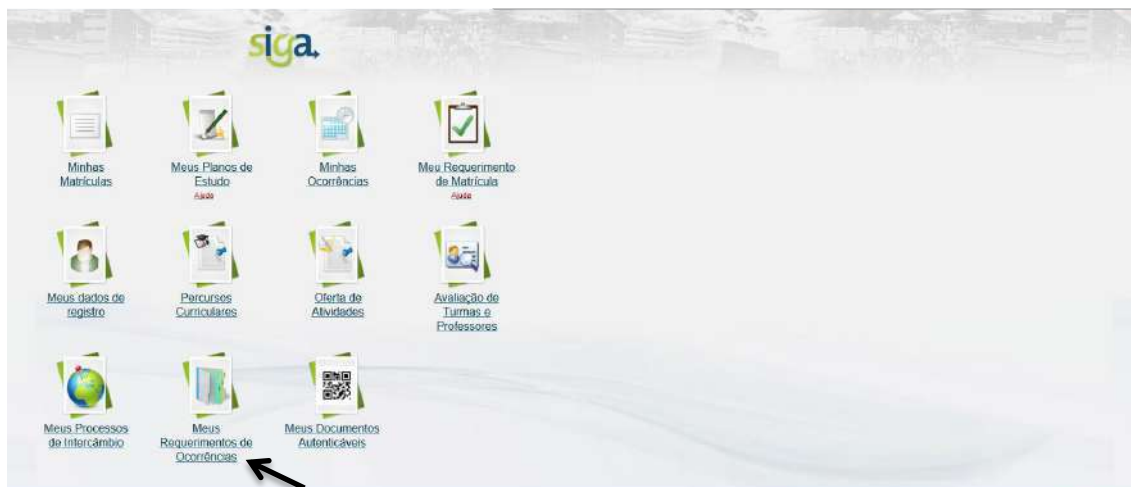 siga
Minhas
Matrículas
Meus Planos de
Estudo
Ajuda
Minhas
Ocorrências
Meu Requerimento
de Matrícula
Ajuda
Meus dados de
registro
Percursos
Curriculares
Oferta de
Atividades
Avaliação de
Turmas e
Professores
Meus Processos
de Intercâmbio
Meus
Requerimentos de
Ocorrências
Meus Documentos
Autenticáveis